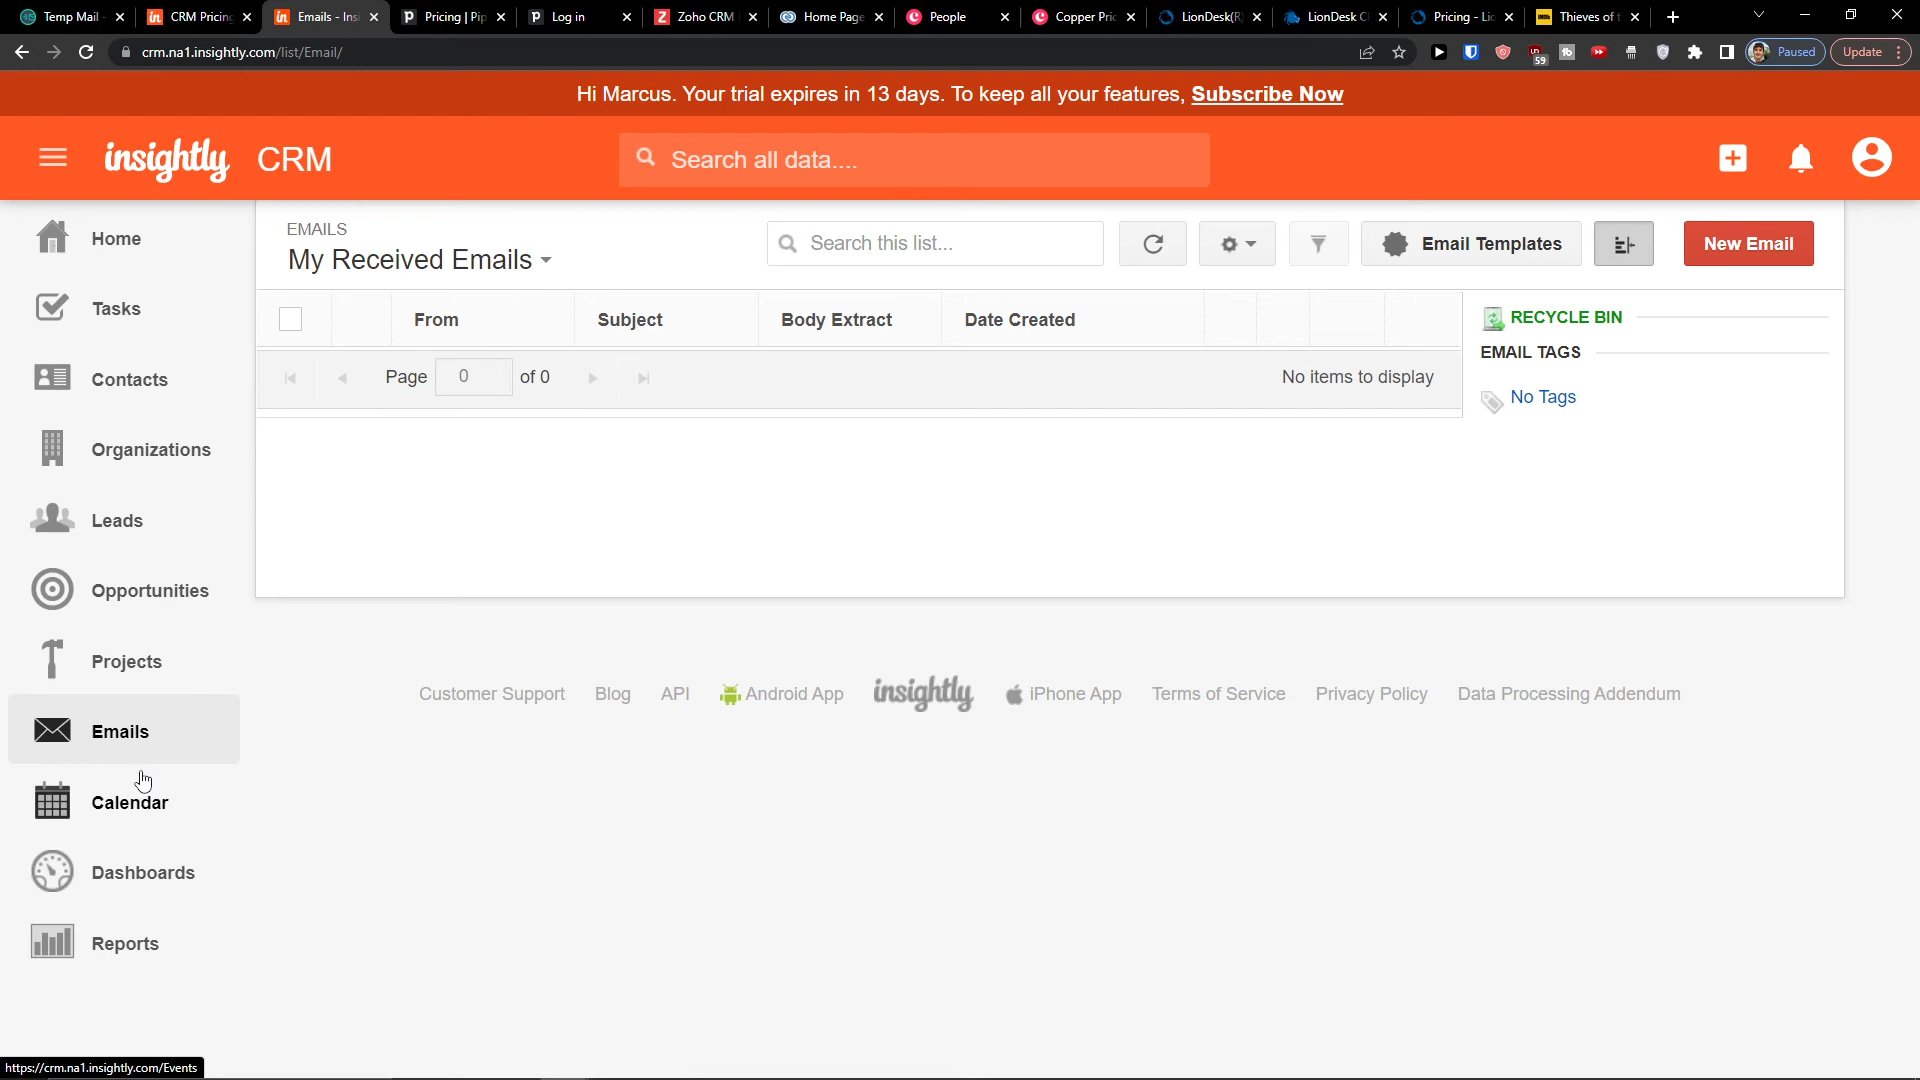 Temp Mail
CRM Pricing
Emails - Insi
Pricing | Pip
Log in
Zoho CRM
Home Page
People
Copper Pric
LionDesk(R)
LionDesk C
Pricing - Lio
Thieves of t
crm.na1.insightly.com/list/Email/
59
Paused
Update
Hi Marcus. Your trial expires in 13 days. To keep all your features, Subscribe Now
insightly CRM
Search all data....
Home
Tasks
Contacts
Organizations
Leads
Opportunities
Projects
Emails
Calendar
Dashboards
Reports
EMAILS
My Received Emails
Search this list...
Email Templates
New Email
From
Subject
Body Extract
Date Created
Page 0 of 0
No items to display
RECYCLE BIN
EMAIL TAGS
No Tags
Customer Support
Blog
API
Android App
insightly
iPhone App
Terms of Service
Privacy Policy
Data Processing Addendum
https://crm.na1.insightly.com/Events